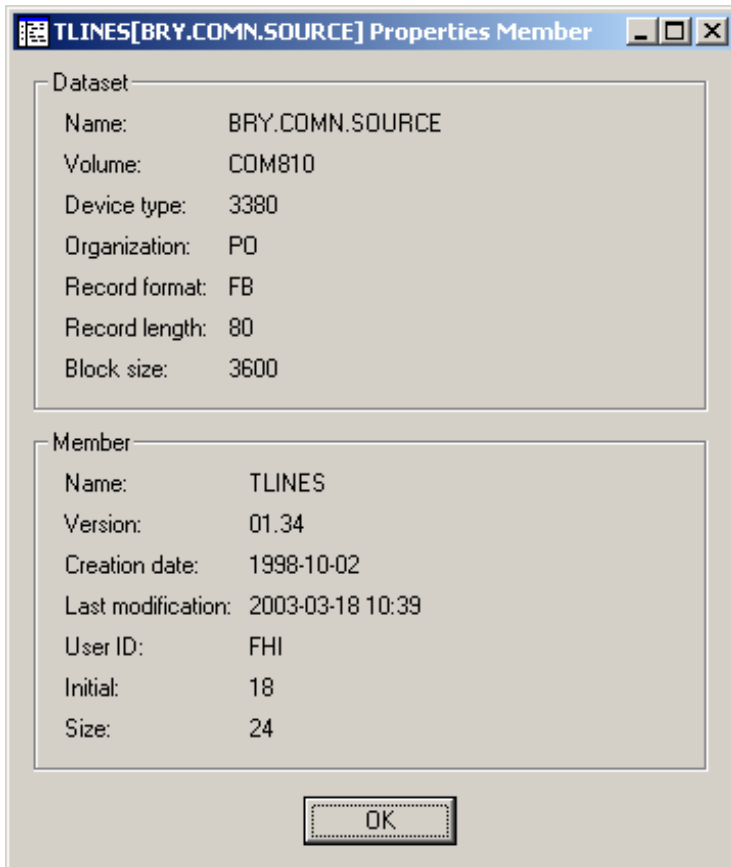 TLINES[BRY.COMN.SOURCE] Properties Member
Dataset
Name: BRY.COMN.SOURCE
Volume: COM810
Device type: 3380
Organization: PO
Record format: FB
Record length: 80
Block size: 3600
Member
Name: TLINES
Version: 01.34
Creation date: 1998-10-02
Last modification: 2003-03-18 10:39
User ID: FHI
Initial: 18
Size: 24
OK